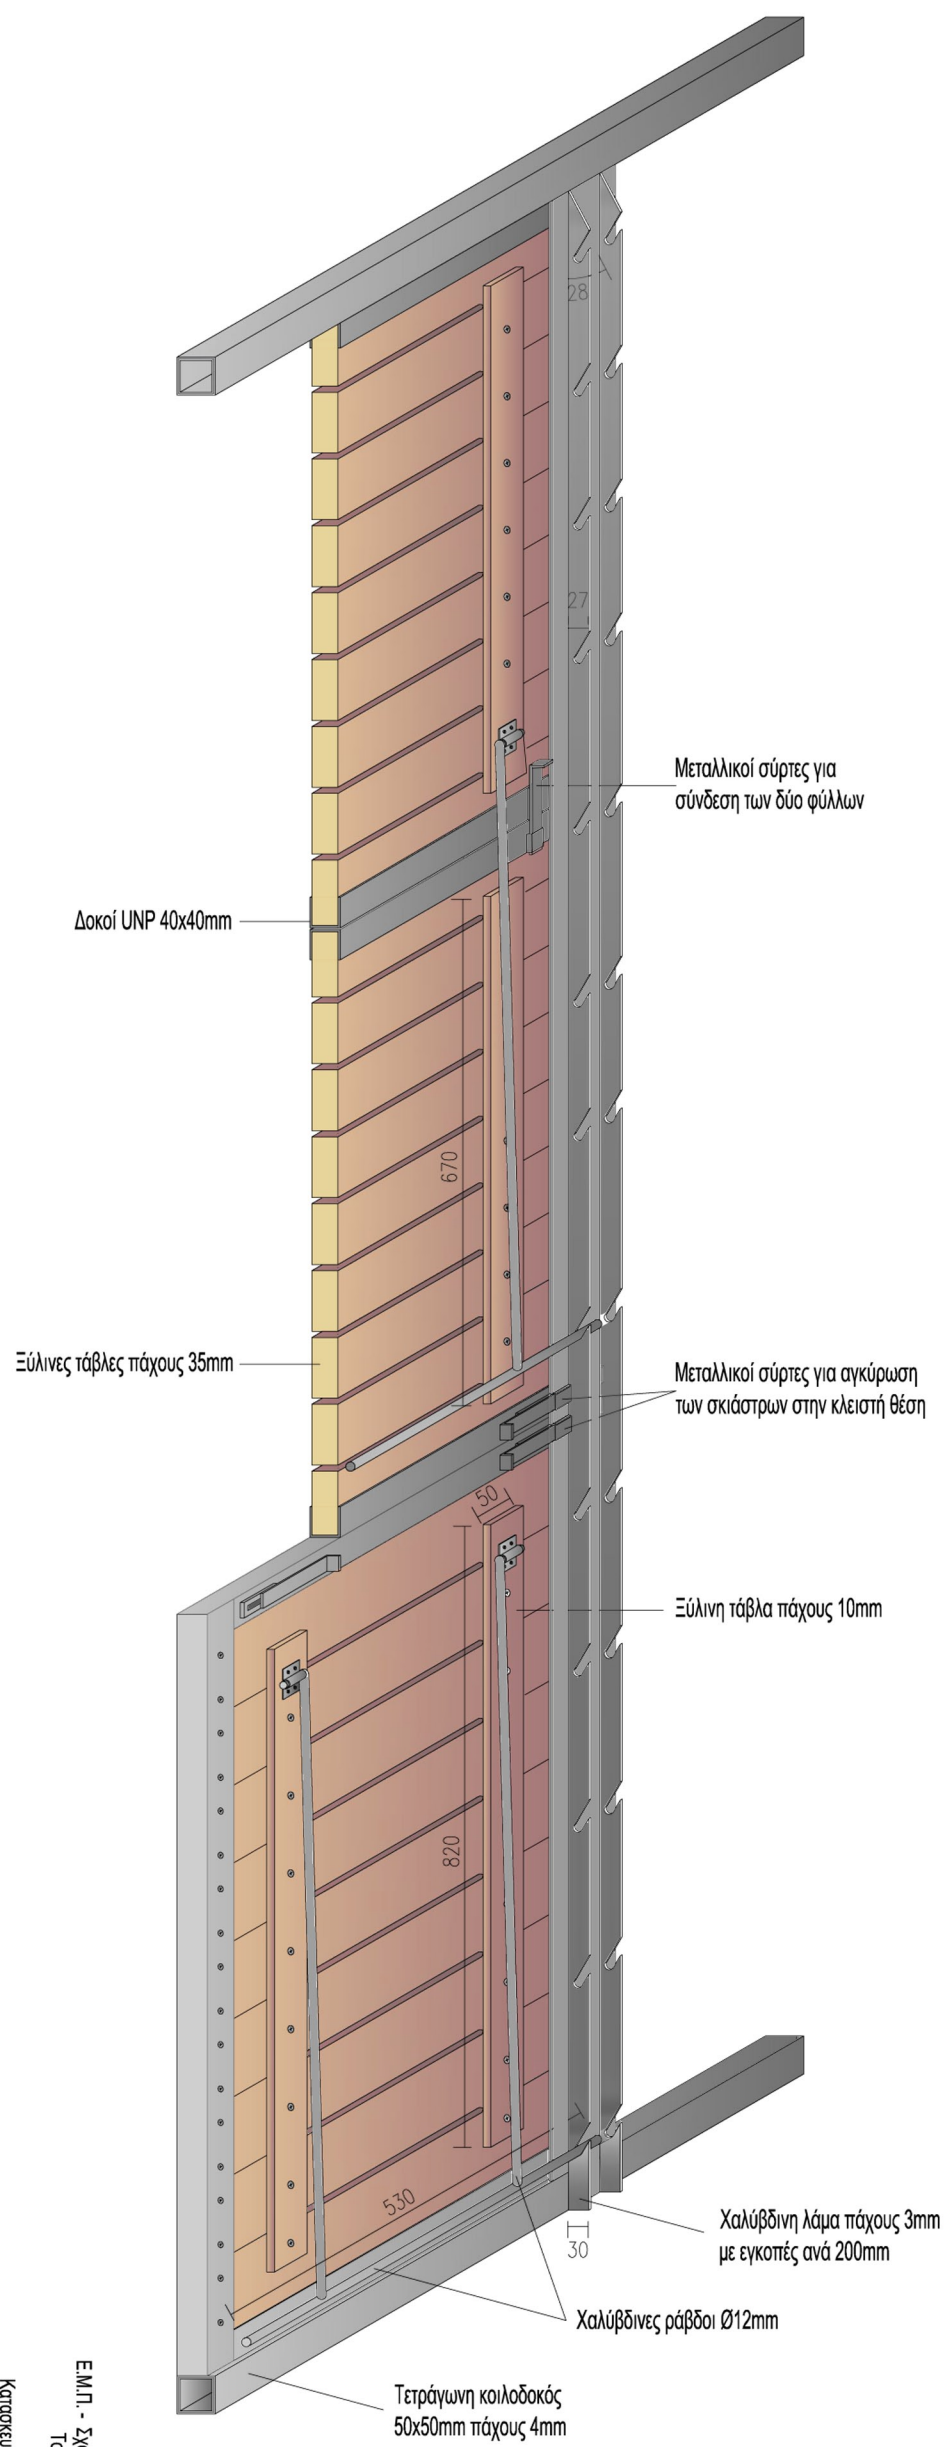 28
27
Μεταλλικοί σύρτες για
σύνδεση των δύο φύλλων
Δοκοί UNP 40x40mm
670
Ξύλινες τάβλες πάχους 35mm
Μεταλλικοί σύρτες για αγκύρωση
των σκιάστρων στην κλειστή θέση
50
Ξύλινη τάβλα πάχους 10mm
820
530
Χαλύβδινη λάμα πάχους 3mm
με εγκοπές ανά 200mm
30
Χαλύβδινες ράβδοι Ø12mm
Τετράγωνη κοιλοδοκός
50x50mm πάχους 4mm
Ε.Μ.Π. -